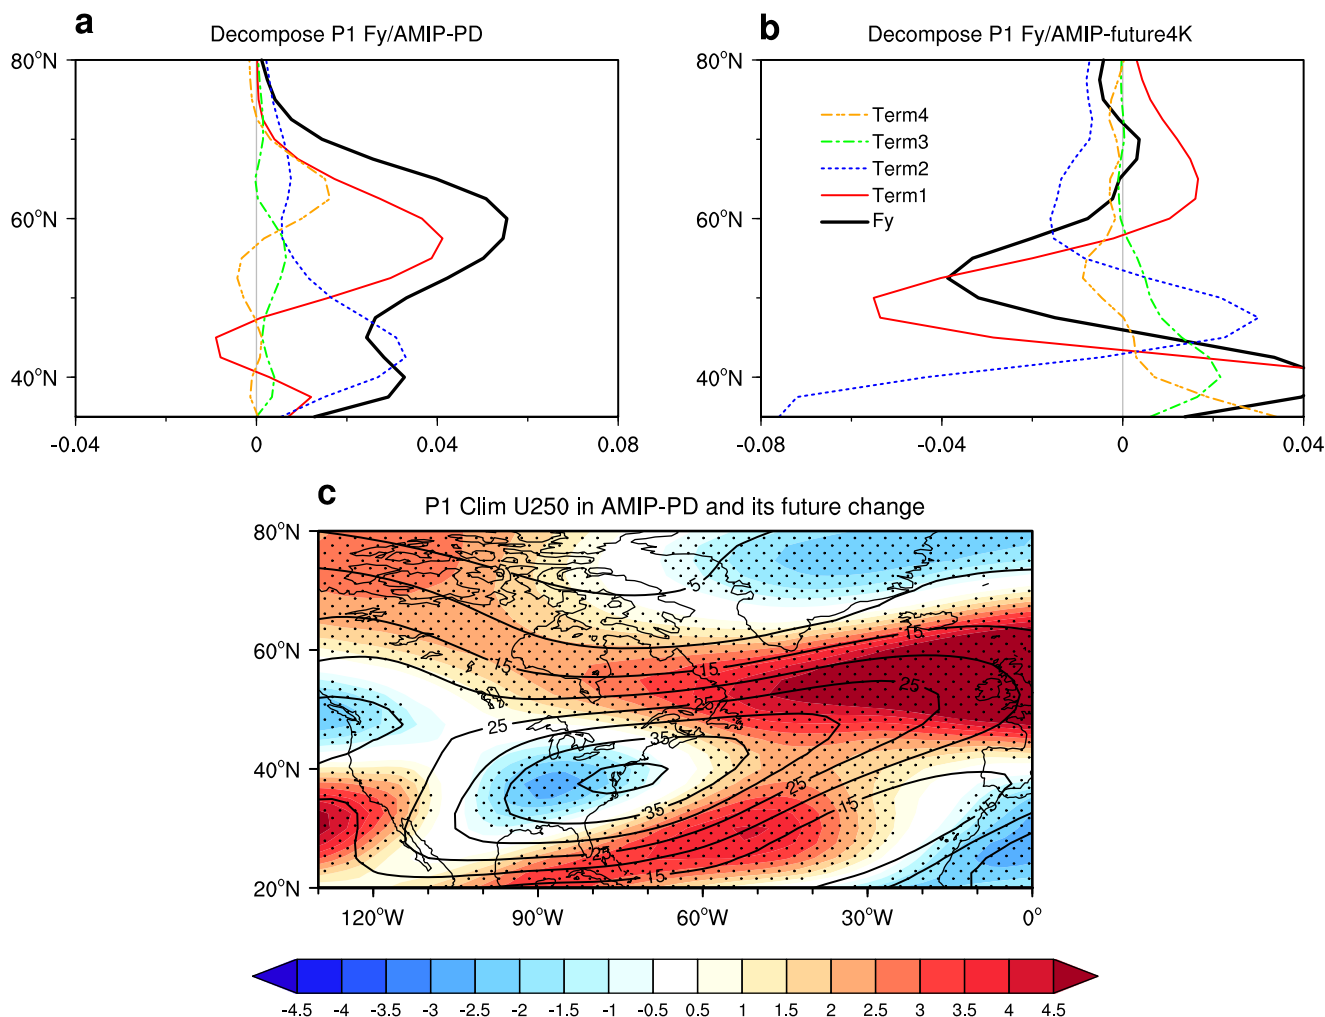 a
Decompose P1 Fy/AMIP-PD
80°N
60°N
40°N
-0.04
0
0.04
0.08
b
Decompose P1 Fy/AMIP-future4K
80°N
60°N
40°N
Term4
Term3
Term2
Term1
Fy
-0.08
-0.04
0
0.04
c
P1 Clim U250 in AMIP-PD and its future change
80°N
60°N
40°N
20°N
5
5
15
15
15
25
25
25
35
35
25
15
15
25
15
120°W
90°W
60°W
30°W
0°
-4.5
-4
-3.5
-3
-2.5
-2
-1.5
-1
-0.5
0.5
1
1.5
2
2.5
3
3.5
4
4.5